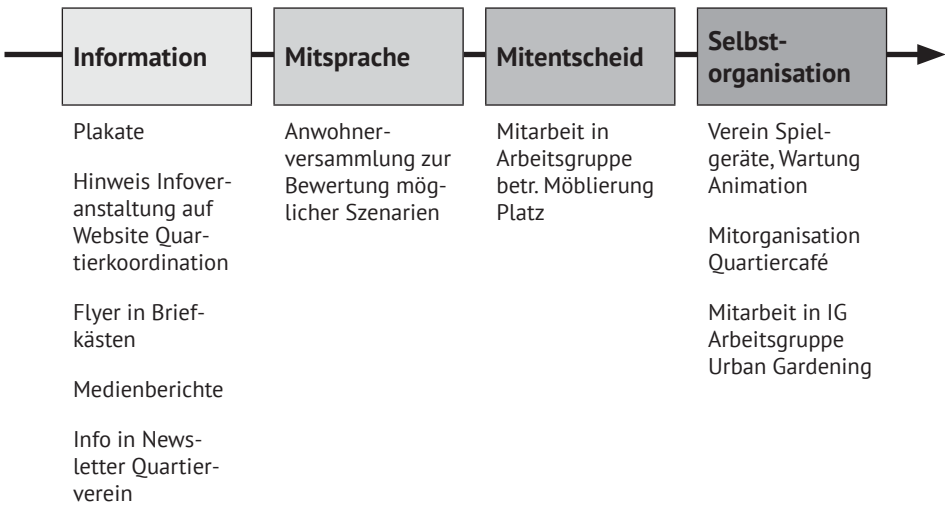 Information
Plakate
Hinweis Infover-
anstaltung auf
Website Quar-
tierkoordination
Flyer in Brief-
kästen
Medienberichte
Info in News-
letter Quartier-
verein
Mitsprache
Anwohner-
versammlung zur
Bewertung mög-
licher Szenarien
Mitentscheid
Mitarbeit in
Arbeitsgruppe
betr. Möblierung
Platz
Selbst-
organisation
Verein Spiel-
geräte, Wartung
Animation
Mitorganisation
Quartiercafé
Mitarbeit in IG
Arbeitsgruppe
Urban Gardening